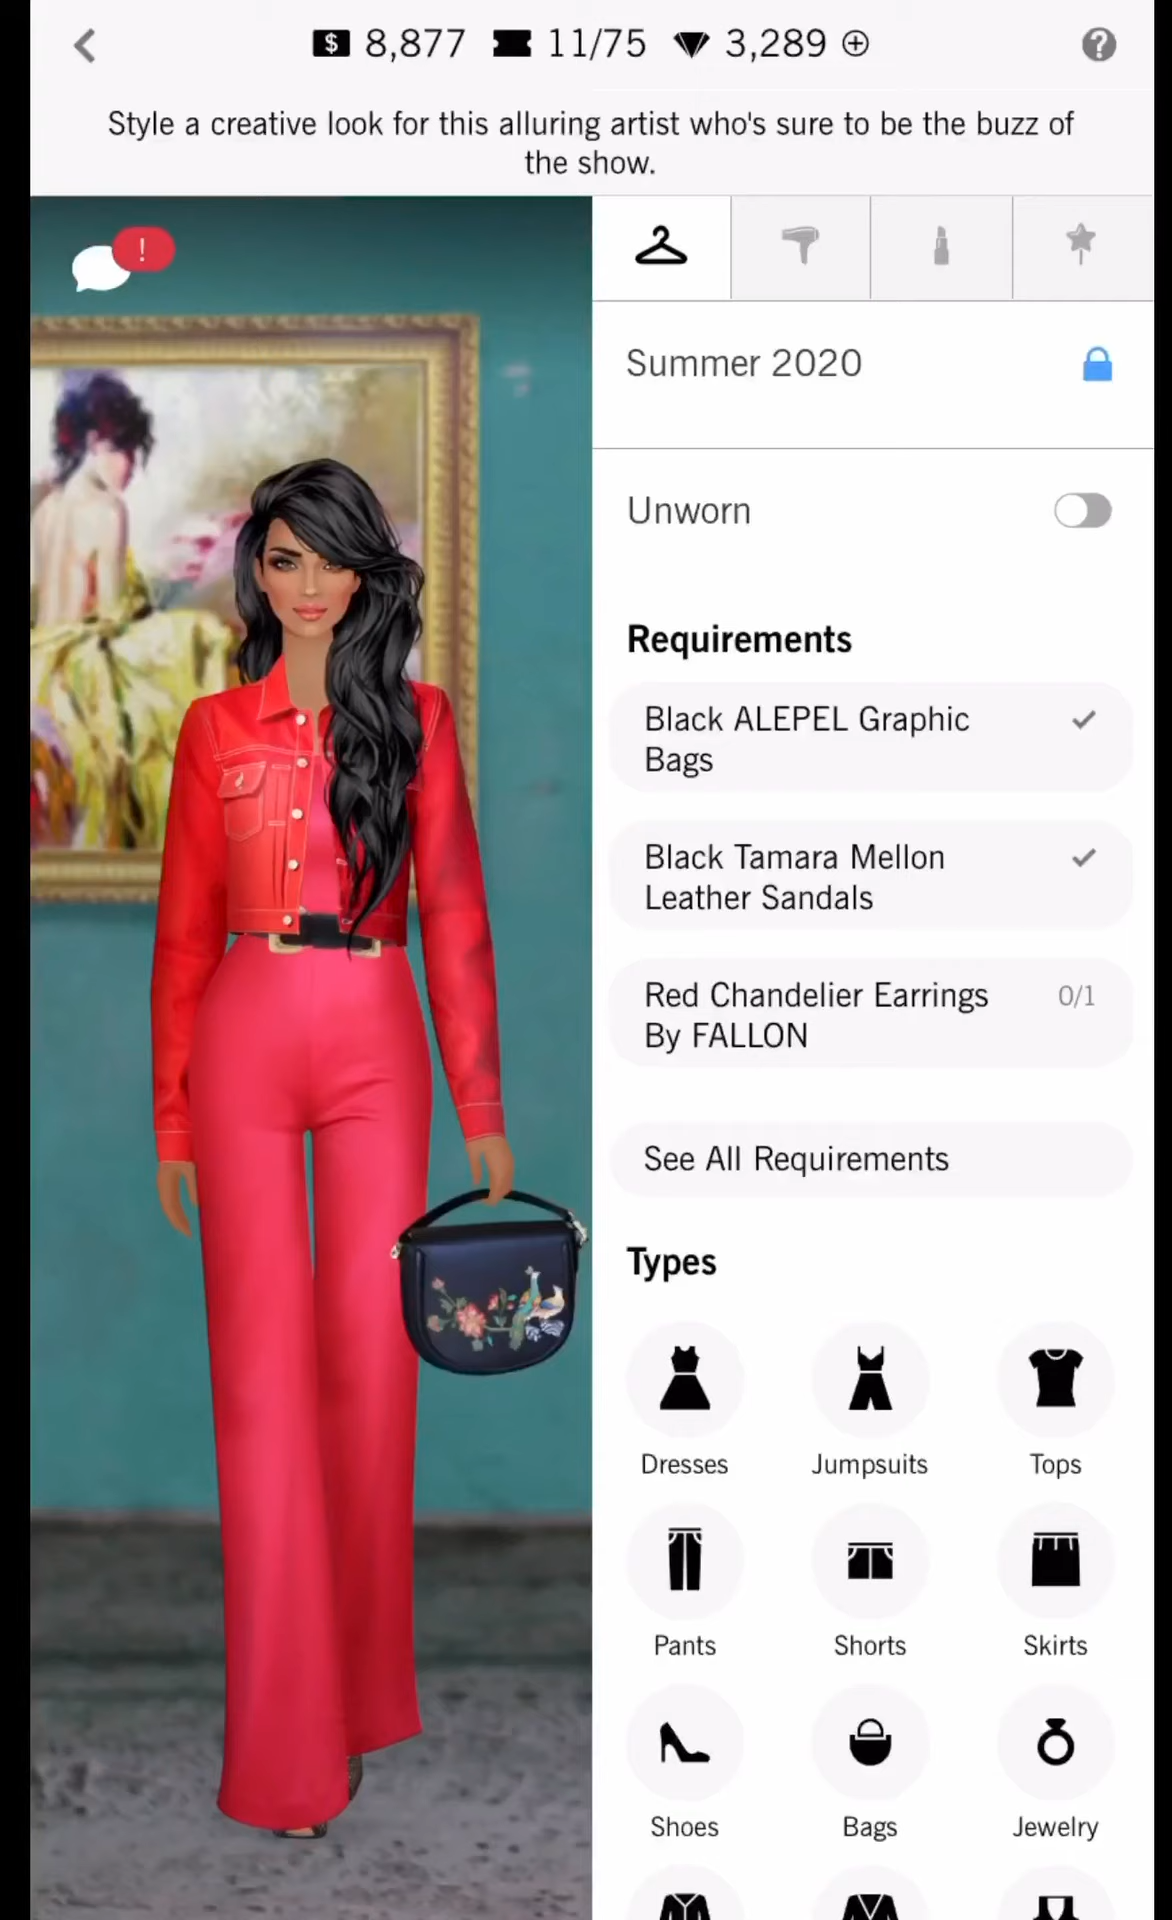 $ 8,877 11/75 3,289
?
Style a creative look for this alluring artist who's sure to be the buzz of
the show.
!
Summer 2020
Unworn
Requirements
Black ALEPEL Graphic
Bags
Black Tamara Mellon
Leather Sandals
Red Chandelier Earrings 0/1
By FALLON
See All Requirements
Types
Dresses Jumpsuits Tops
Pants Shorts Skirts
Shoes Bags Jewelry